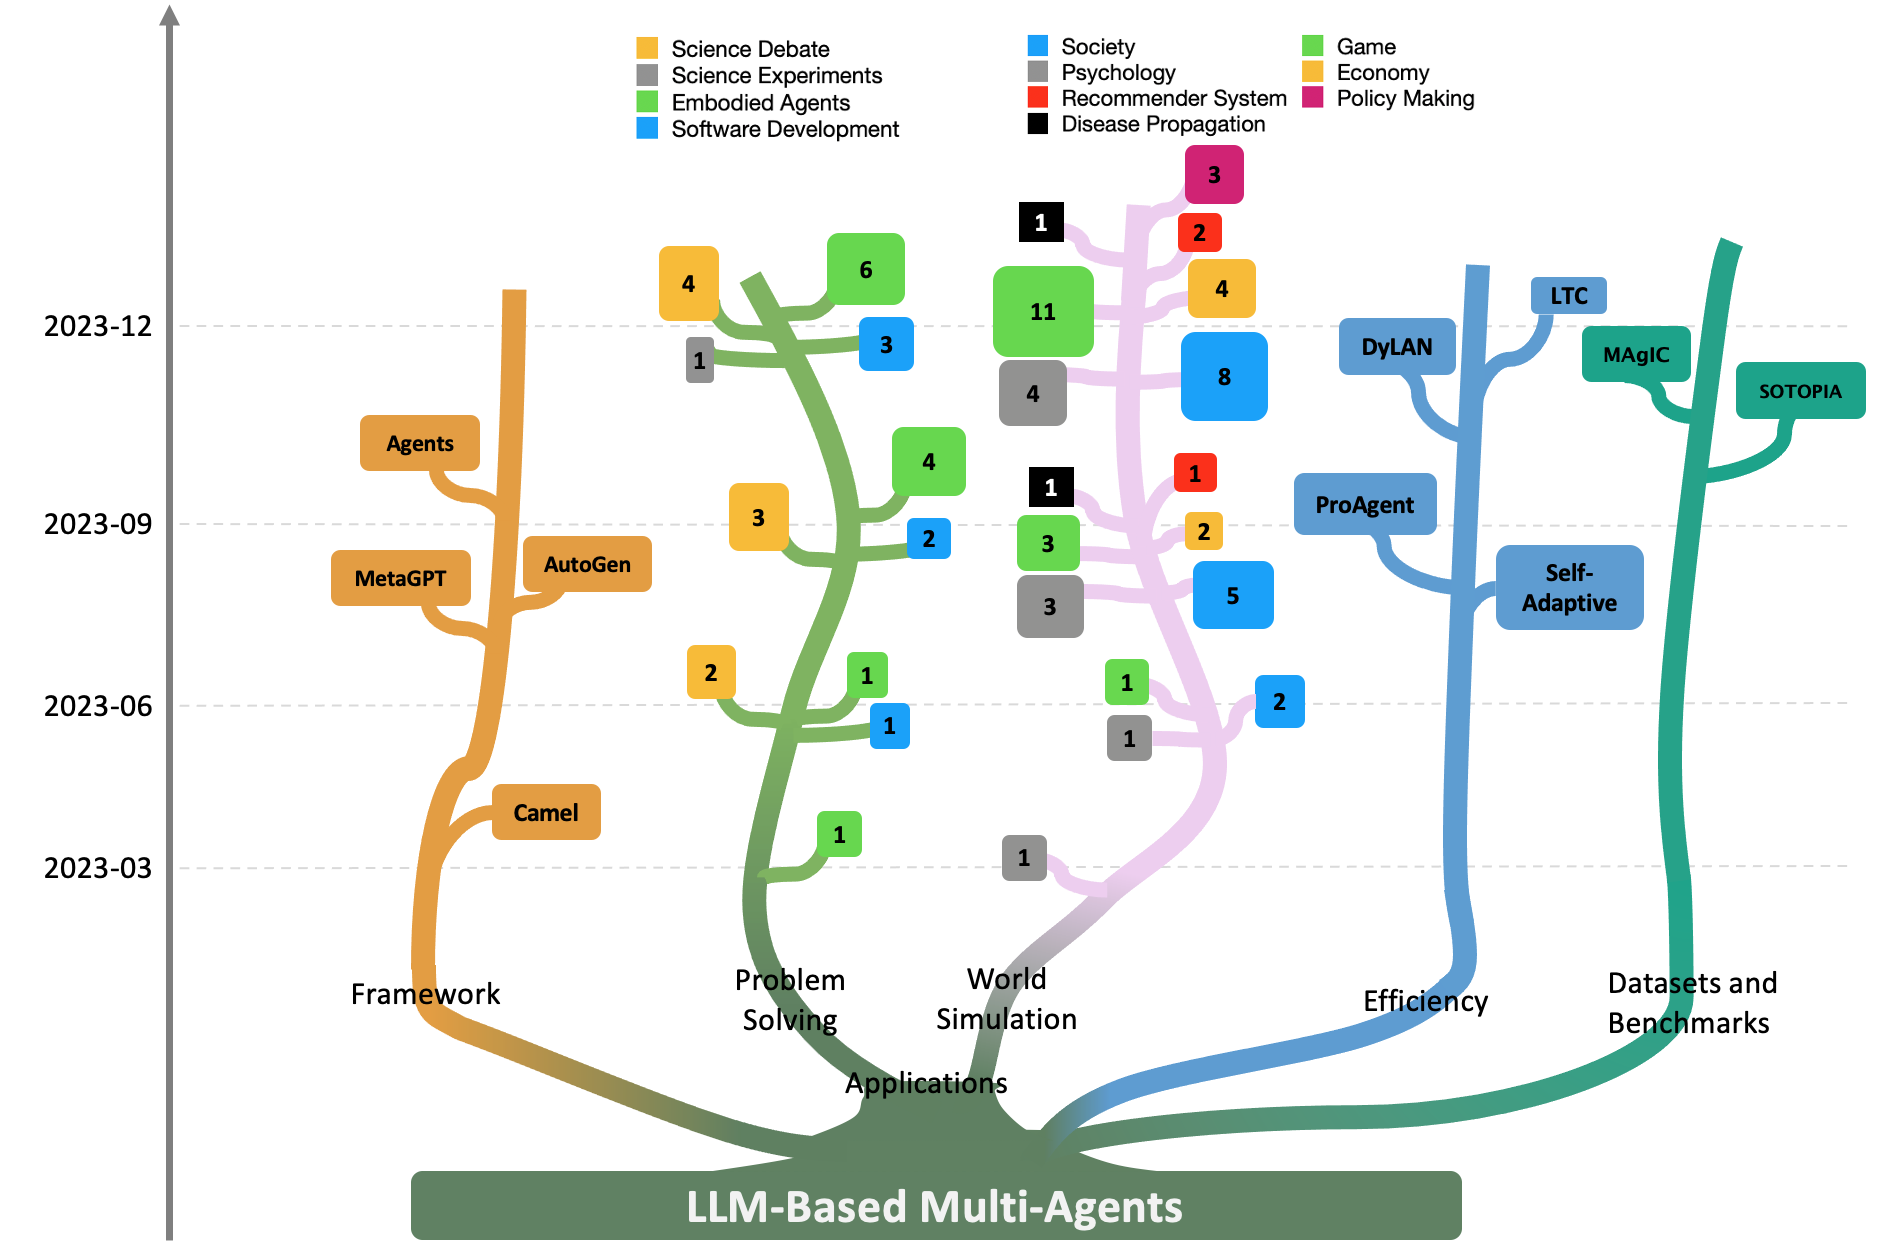 Science Debate
Science Experiments
Embodied Agents
Software Development
Society
Psychology
Recommender System
Disease Propagation
Game
Economy
Policy Making
2023-12
2023-09
2023-06
2023-03
Agents
MetaGPT
AutoGen
Camel
Framework
4
6
3
1
4
3
2
2
1
1
1
Problem
Solving
3
1
2
11
4
4
8
1
1
3
2
3
5
1
2
1
1
World
Simulation
Applications
LTC
DyLAN
ProAgent
Self-
Adaptive
Efficiency
MAgIC
SOTOPIA
Datasets and
Benchmarks
LLM-Based Multi-Agents